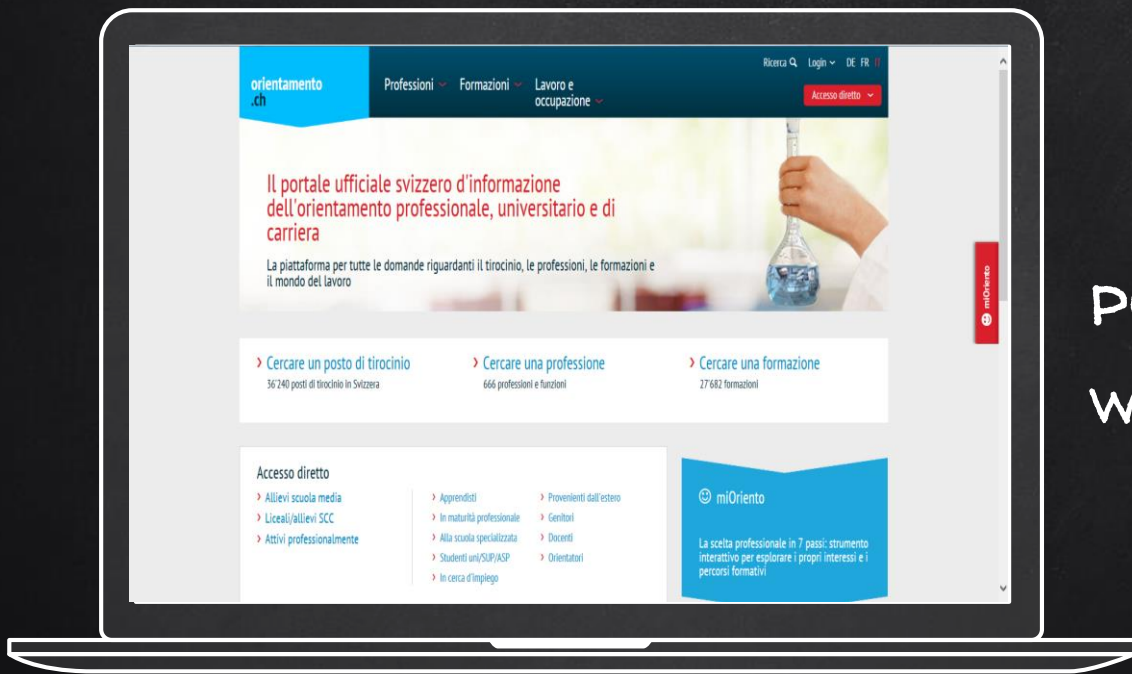 Ricerca Login DE FR IT
orientamento
.ch
Professioni Formazioni Lavoro e
occupazione
Accesso diretto
Il portale ufficiale svizzero d'informazione
dell'orientamento professionale, universitario e di
carriera
La piattaforma per tutte le domande riguardanti il tirocinio, le professioni, le formazioni e
il mondo del lavoro
miOriento
Cercare un posto di tirocinio
36'240 posti di tirocinio in Svizzera
Cercare una professione
666 professioni e funzioni
Cercare una formazione
27'682 formazioni
Accesso diretto
Allievi scuola media
Liceali/allievi SCC
Attivi professionalmente
Apprendisti
In maturità professionale
Alla scuola specializzata
Studenti uni/SUP/ASP
In cerca d'impiego
Provenienti dall'estero
Genitori
Docenti
Orientatori
miOriento
La scelta professionale in 7 passi: strumento
interattivo per esplorare i propri interessi e i
percorsi formativi